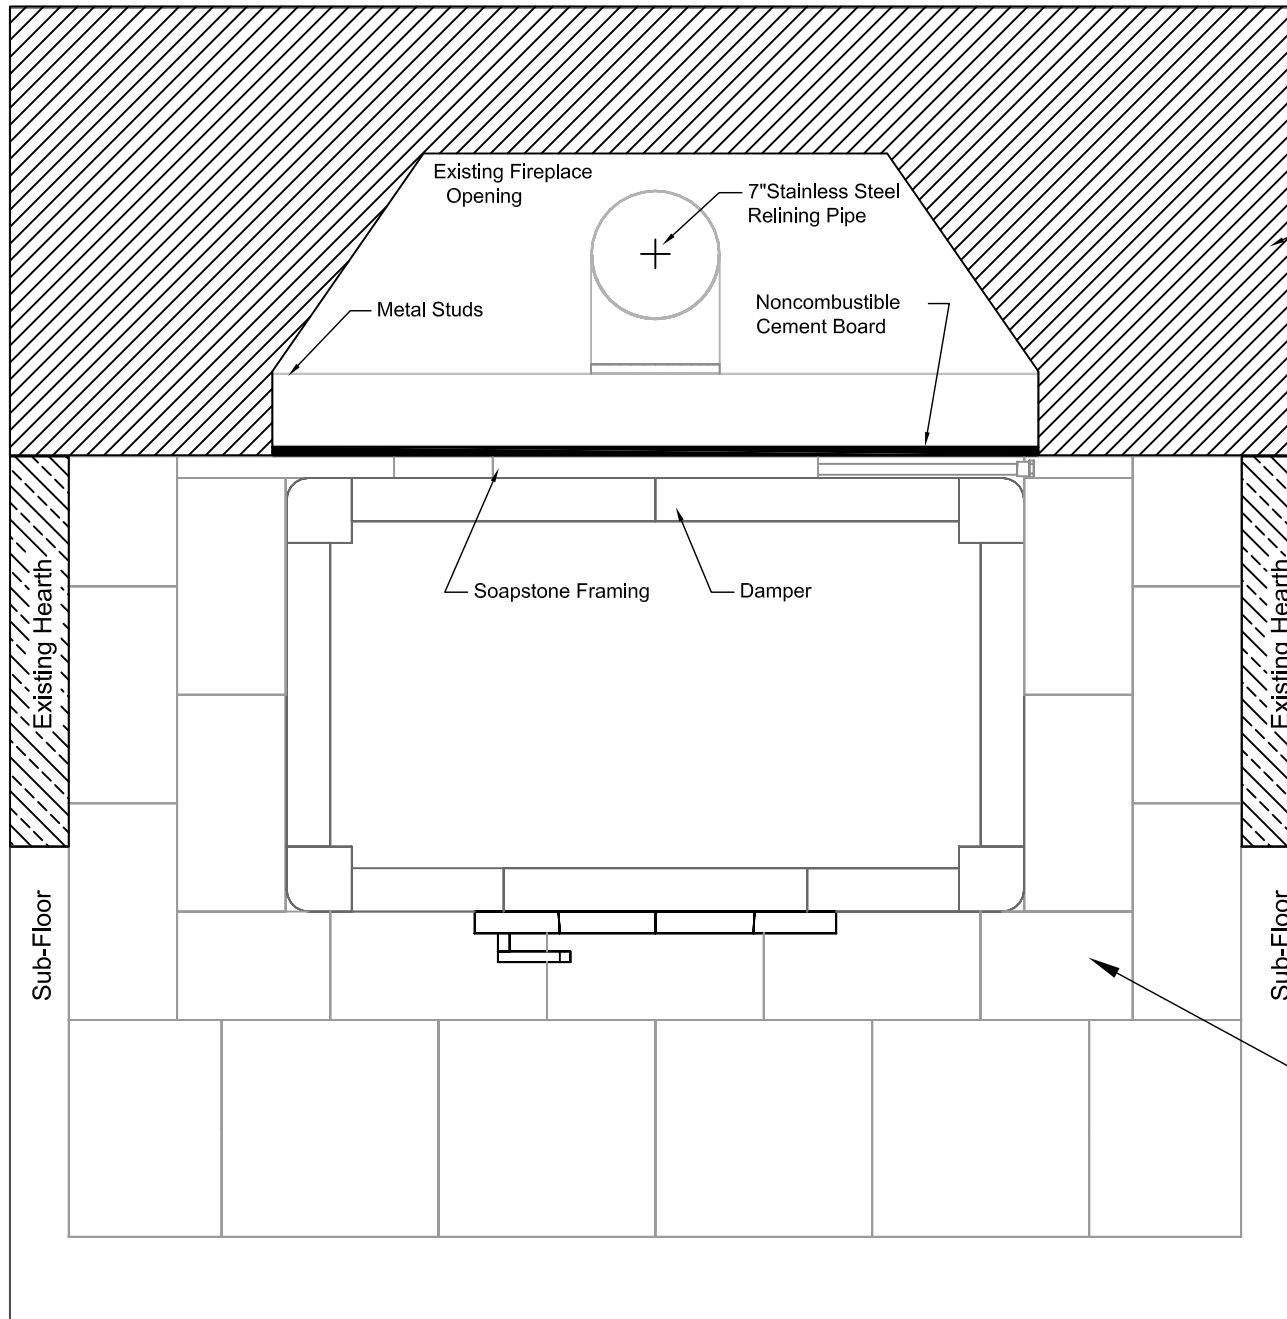 Existing Fireplace
Opening
7"Stainless Steel
Relining Pipe
Metal Studs
Noncombustible
Cement Board
Soapstone Framing
Damper
Existing Hearth
Existing Hearth
Sub-Floor
Sub-Floor